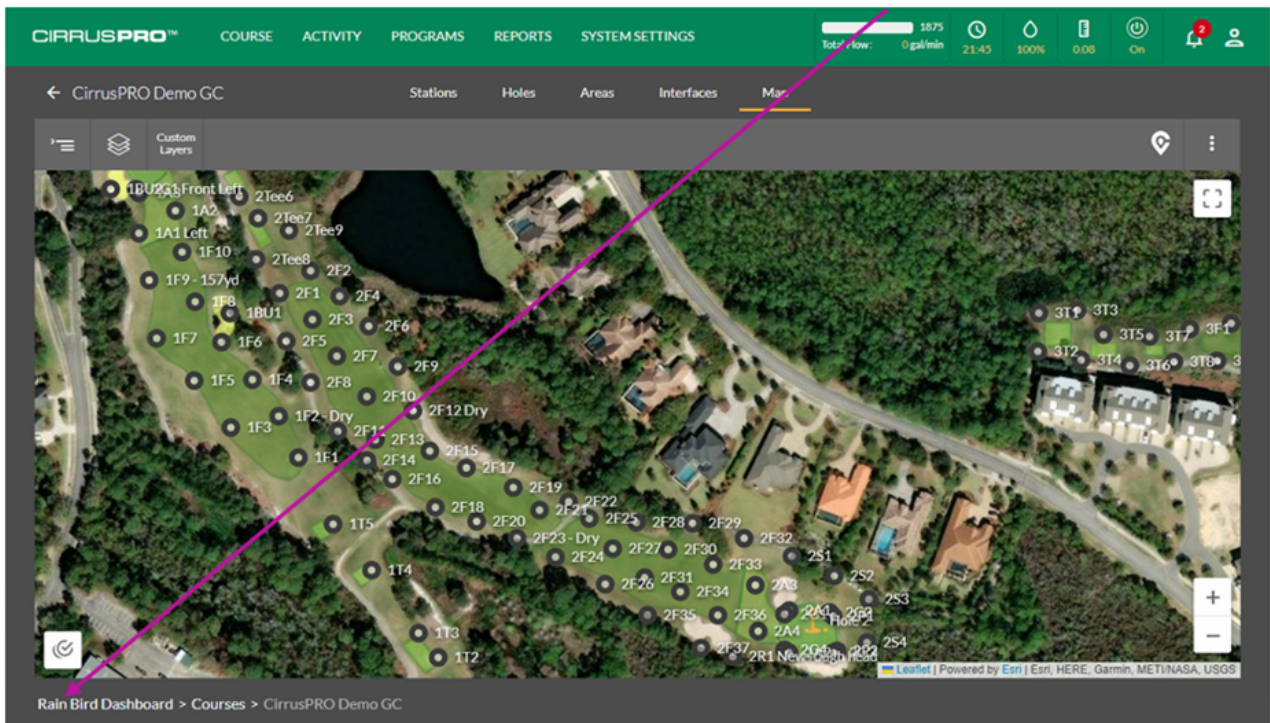 CIRRUSPRO™ COURSE ACTIVITY PROGRAMS REPORTS SYSTEM SETTINGS
1875
Total Flow: 0 gal/min
21:45 100% 0.08 On
2
← CirrusPRO Demo GC Stations Holes Areas Interfaces Map
Custom
Layers
1A2
2Tee6
2Tee7
2Tee9
1A1 Left
1F10
2Tee8
2F2
1F9 - 157yd
2F1
2F4
1F8
1BU1
2F3
2F6
1F7
1F6
2F5
2F7
2F9
1F5
1F4
2F8
2F10
2F12 Dry
1F2 - Dry
1F3
2F11
2F13
2F15
1F1
2F14
2F17
2F16
2F19
2F22
2F18
2F21
2F25
2F28
2F29
1T5
2F20
2F23 - Dry
2F32
2F24
2F27
2F30
2S1
1T4
2F33
2S2
2F31
2F26
2F34
2A3
2S3
2F35
2F36
2A1
Hole 2
1T3
2A4
2S4
1T2
2F37
3T1
3T3
3T5
3T7
3F1
3T2
3T4
3T6
3T8
+
−
Leaflet | Powered by Esri | Esri, HERE, Garmin, METI/NASA, USGS
Rain Bird Dashboard > Courses > CirrusPRO Demo GC